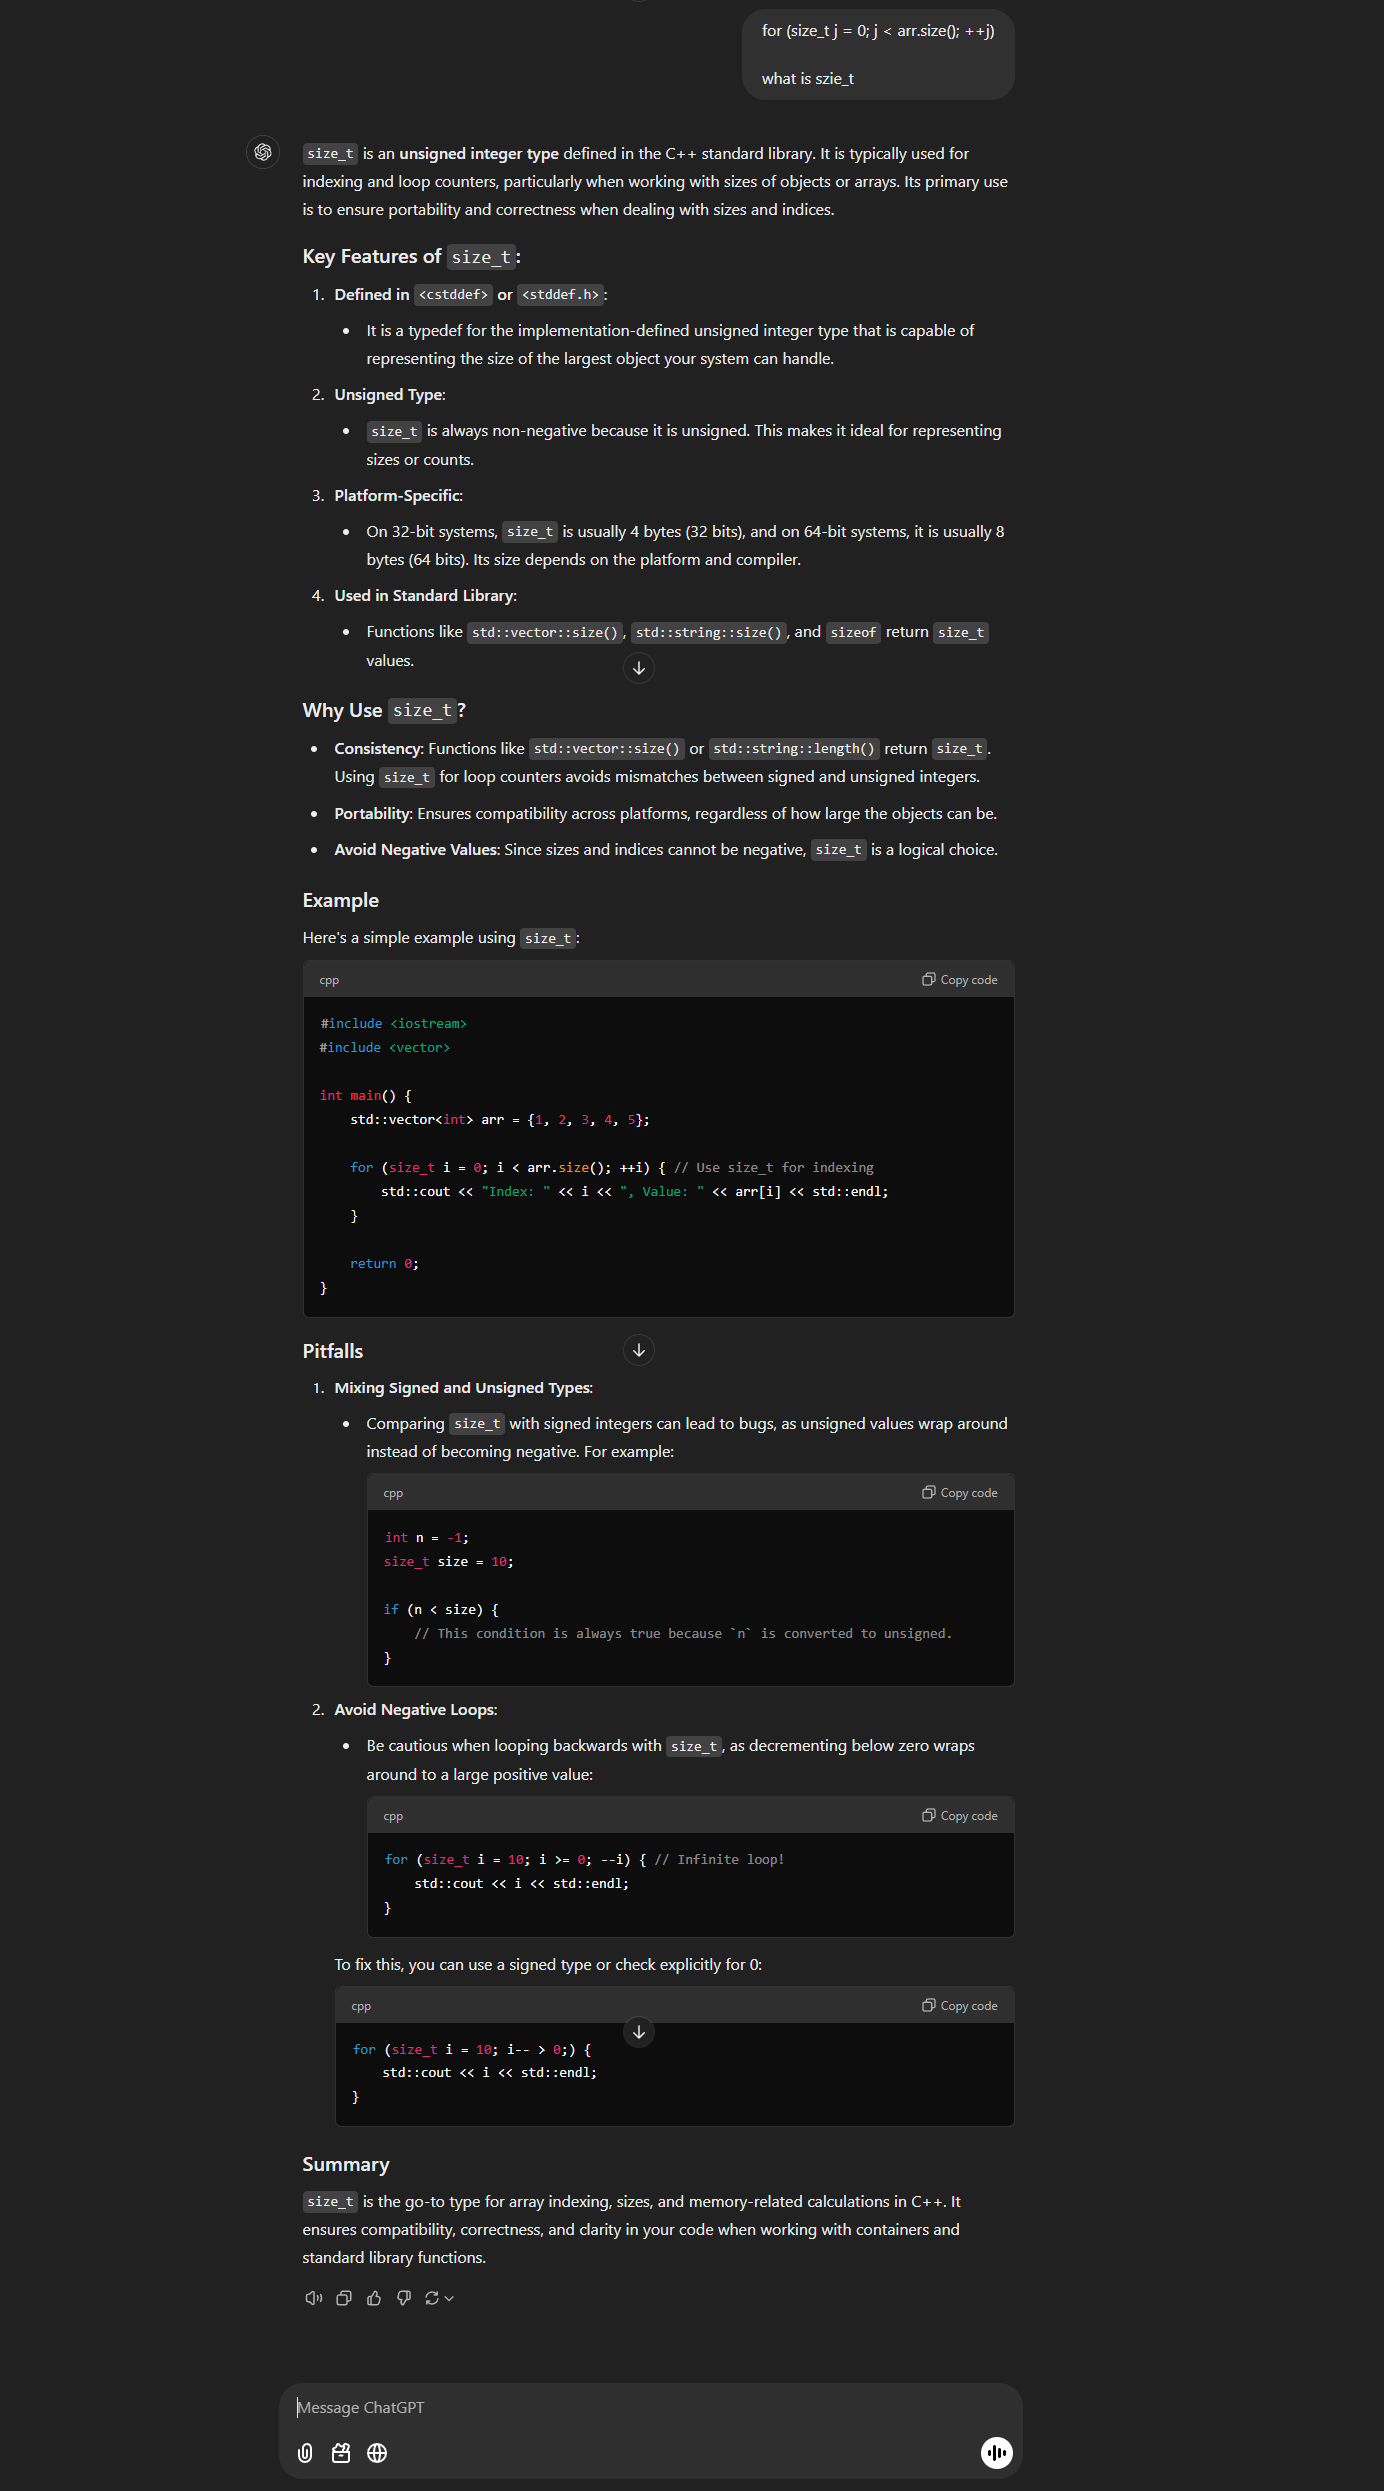 for (size_t j = 0; j < arr.size(); ++j)
what is szie_t
size_t is an unsigned integer type defined in the C++ standard library. It is typically used for
indexing and loop counters, particularly when working with sizes of objects or arrays. Its primary use
is to ensure portability and correctness when dealing with sizes and indices.
Key Features of size_t:
1. Defined in <cstddef> or <stddef.h>:
• It is a typedef for the implementation-defined unsigned integer type that is capable of
representing the size of the largest object your system can handle.
2. Unsigned Type:
• size_t is always non-negative because it is unsigned. This makes it ideal for representing
sizes or counts.
3. Platform-Specific:
• On 32-bit systems, size_t is usually 4 bytes (32 bits), and on 64-bit systems, it is usually 8
bytes (64 bits). Its size depends on the platform and compiler.
4. Used in Standard Library:
• Functions like std::vector::size(), std::string::size(), and sizeof return size_t
values.
Why Use size_t?
• Consistency: Functions like std::vector::size() or std::string::length() return size_t.
Using size_t for loop counters avoids mismatches between signed and unsigned integers.
• Portability: Ensures compatibility across platforms, regardless of how large the objects can be.
• Avoid Negative Values: Since sizes and indices cannot be negative, size_t is a logical choice.
Example
Here's a simple example using size_t:
cpp Copy code
#include <iostream>
#include <vector>
int main() {
    std::vector<int> arr = {1, 2, 3, 4, 5};
    for (size_t i = 0; i < arr.size(); ++i) { // Use size_t for indexing
        std::cout << "Index: " << i << ", Value: " << arr[i] << std::endl;
    }
    return 0;
}
Pitfalls
1. Mixing Signed and Unsigned Types:
• Comparing size_t with signed integers can lead to bugs, as unsigned values wrap around
instead of becoming negative. For example:
cpp Copy code
int n = -1;
size_t size = 10;
if (n < size) {
    // This condition is always true because `n` is converted to unsigned.
}
2. Avoid Negative Loops:
• Be cautious when looping backwards with size_t, as decrementing below zero wraps
around to a large positive value:
cpp Copy code
for (size_t i = 10; i >= 0; --i) { // Infinite loop!
    std::cout << i << std::endl;
}
To fix this, you can use a signed type or check explicitly for 0:
cpp Copy code
for (size_t i = 10; i-- > 0;) {
    std::cout << i << std::endl;
}
Summary
size_t is the go-to type for array indexing, sizes, and memory-related calculations in C++. It
ensures compatibility, correctness, and clarity in your code when working with containers and
standard library functions.
Message ChatGPT